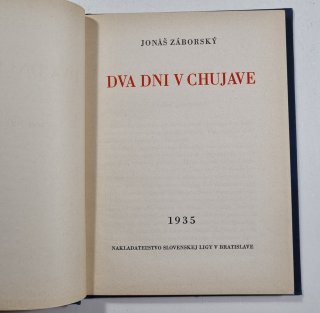 JONÁŠ ZÁBORSKÝ
DVA DNI V CHUJAVE
1935
NAKLADATEĽSTVO SLOVENSKEJ LIGY V BRATISLAVE